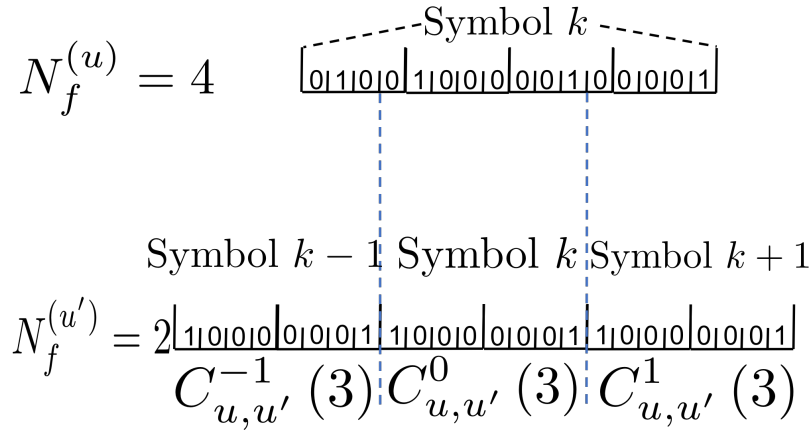 Symbol k
N_f^{(u)} = 4
0|1|0|0|1|0|0|0|0|0|1|0|0|0|0|1
Symbol k − 1 Symbol k Symbol k + 1
N_f^{(u')} = 2
1|0|0|0|0|0|0|1|1|0|0|0|0|0|0|1|1|0|0|0|0|0|0|1
C_{u,u'}^{-1} (3) C_{u,u'}^{0} (3) C_{u,u'}^{1} (3)